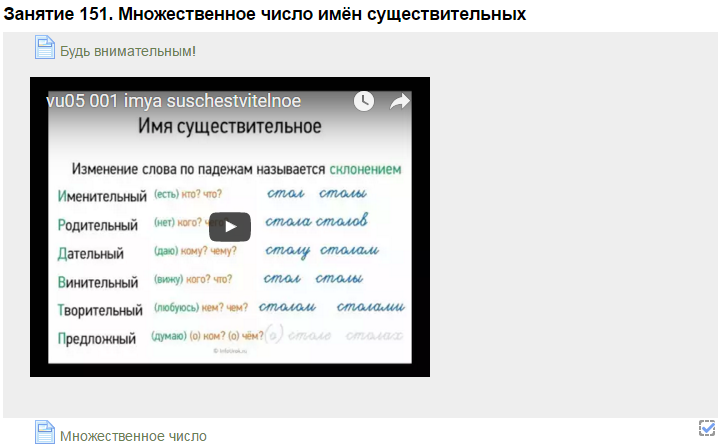 Занятие 151. Множественное число имён существительных
Будь внимательным!
vu05 001 imya suschestvitelnoe
Имя существительное
Изменение слова по падежам называется склонением
Именительный (есть) кто? что? стол столы
Родительный (нет) кого? чего? стола столов
Дательный (даю) кому? чему? столу столам
Винительный (вижу) кого? что? стол столы
Творительный (любуюсь) кем? чем? столом столами
Предложный (думаю) (о) ком? (о) чём? (о) столе столах
© infourok.ru
Множественное число